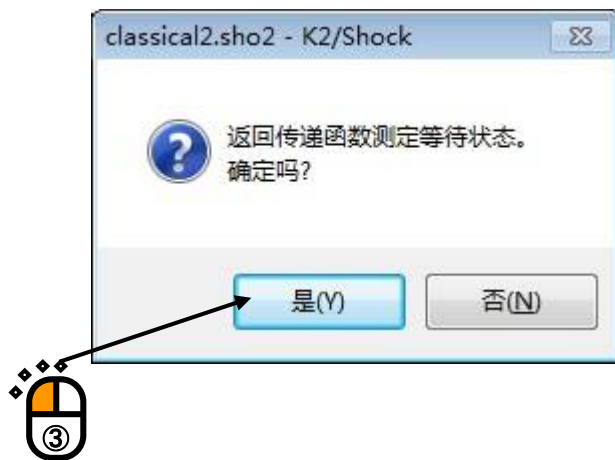 classical2.sho2 - K2/Shock
返回传递函数测定等待状态。
确定吗?
是(Y)
否(N)
③